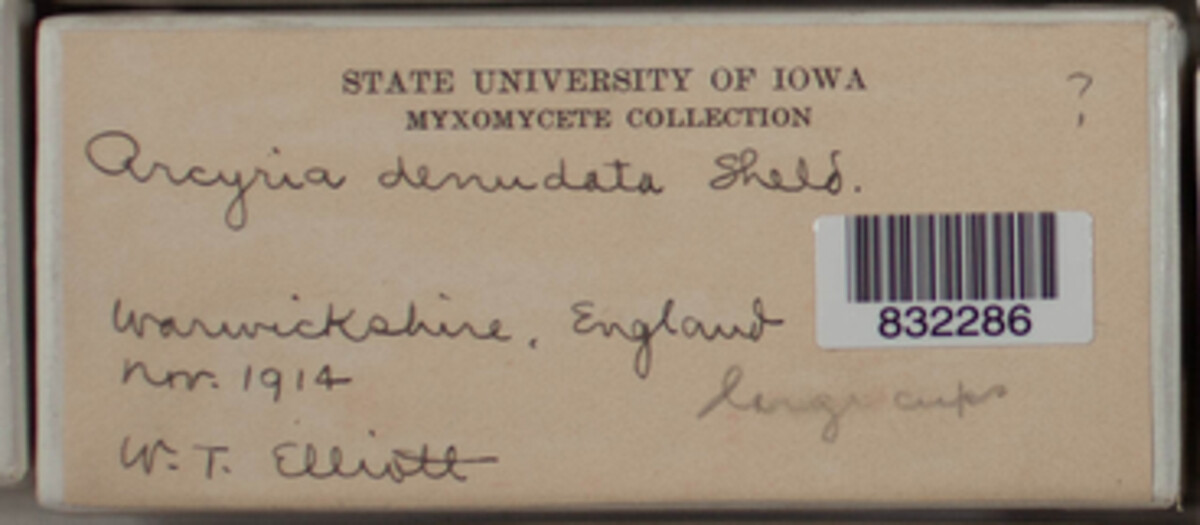 STATE UNIVERSITY OF IOWA
?
MYXOMYCETE COLLECTION
Arcyria denudata Sheld.
832286
Warwickshire, England
Nov. 1914
large cups
W. T. Elliott